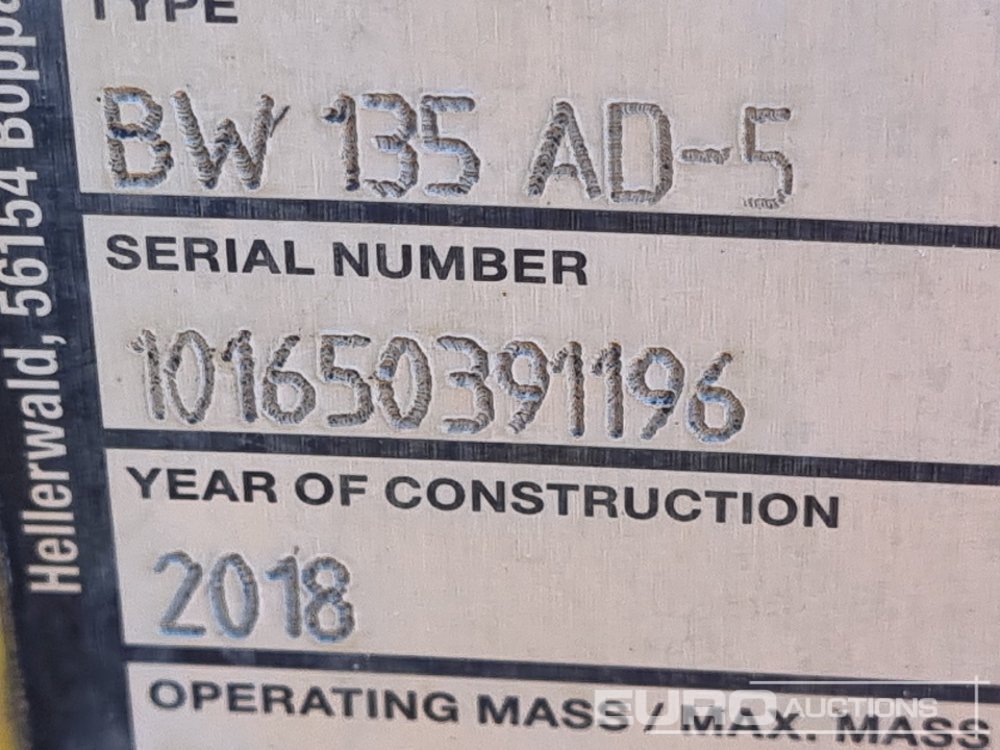 TYPE
BW 135 AD-5
SERIAL NUMBER
101650391196
YEAR OF CONSTRUCTION
2018
OPERATING MASS / MAX. MASS
Hellerwald, 56154 Boppa
EURO AUCTIONS